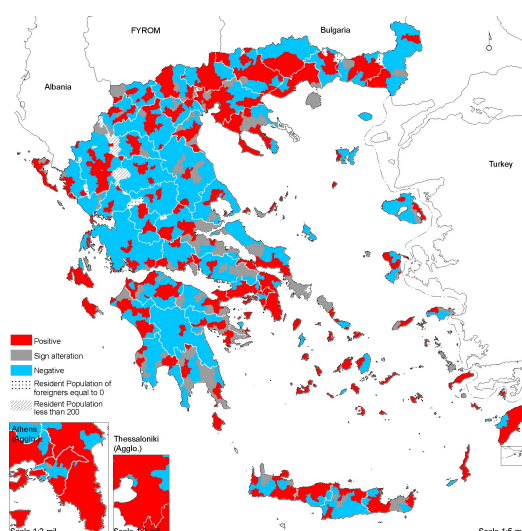 FYROM
Bulgaria
Albania
Turkey
Positive
Sign alteration
Negative
Resident Population of
foreigners equal to 0
Resident Population
less than 200
Athens
(Agglo.)
Thessaloniki
(Agglo.)